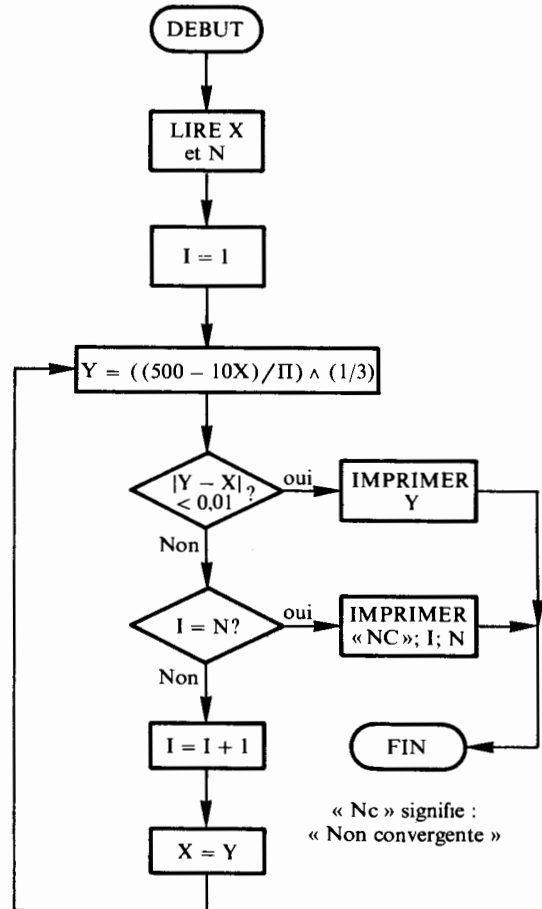 DEBUT
LIRE X
et N
I = 1
Y = ((500 – 10X)/Π) ∧ (1/3)
|Y – X|
< 0,01 ?
oui
IMPRIMER
Y
Non
I = N?
oui
IMPRIMER
«NC»; I; N
Non
I = I + 1
FIN
X = Y
« Nc » signifie :
« Non convergente »